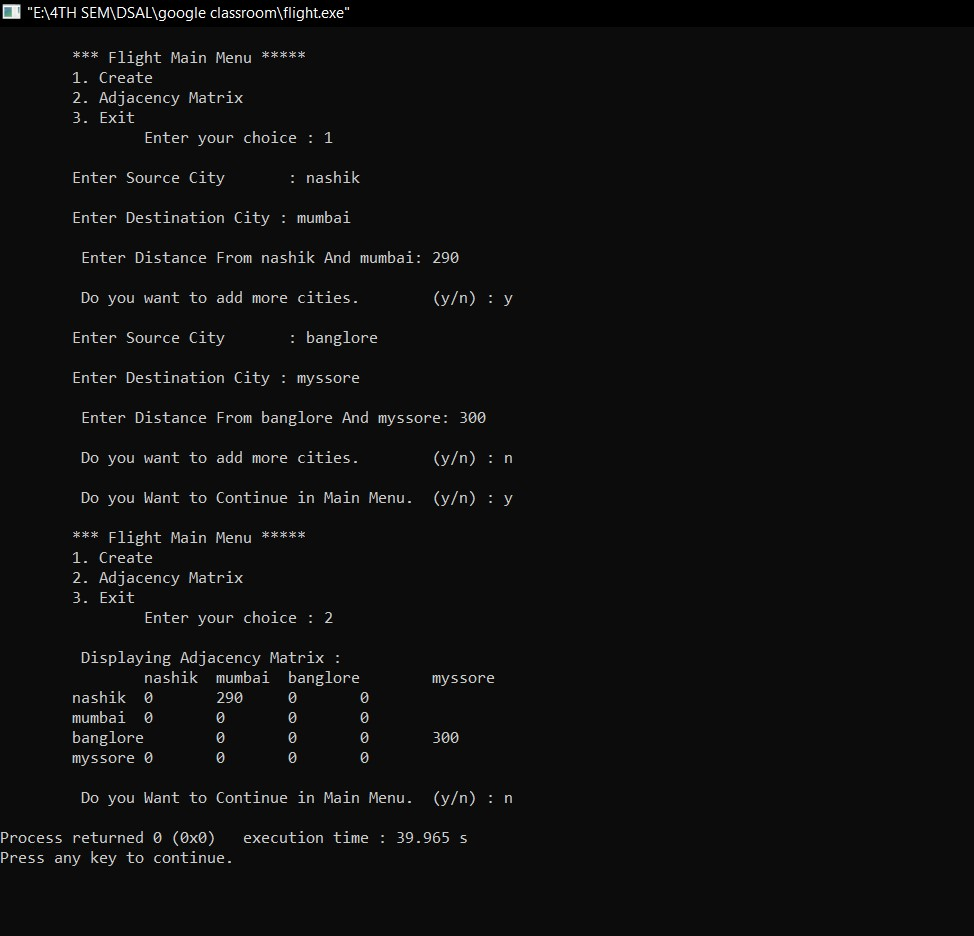 "E:\4TH SEM\DSAL\google classroom\flight.exe"
*** Flight Main Menu *****
1. Create
2. Adjacency Matrix
3. Exit
Enter your choice : 1
Enter Source City       : nashik
Enter Destination City : mumbai
Enter Distance From nashik And mumbai: 290
Do you want to add more cities.        (y/n) : y
Enter Source City       : banglore
Enter Destination City : myssore
Enter Distance From banglore And myssore: 300
Do you want to add more cities.        (y/n) : n
Do you Want to Continue in Main Menu.  (y/n) : y
*** Flight Main Menu *****
1. Create
2. Adjacency Matrix
3. Exit
Enter your choice : 2
Displaying Adjacency Matrix :
        nashik  mumbai  banglore        myssore
nashik  0       290     0       0
mumbai  0       0       0       0
banglore        0       0       0       300
myssore 0       0       0       0
Do you Want to Continue in Main Menu.  (y/n) : n
Process returned 0 (0x0)   execution time : 39.965 s
Press any key to continue.